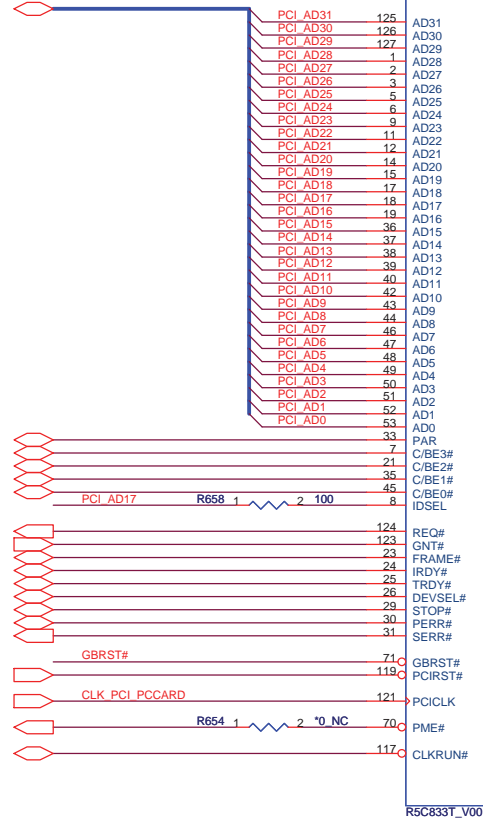 PCI_AD31 125 AD31
PCI_AD30 126 AD30
PCI_AD29 127 AD29
PCI_AD28 1 AD28
PCI_AD27 2 AD27
PCI_AD26 3 AD26
PCI_AD25 5 AD25
PCI_AD24 6 AD24
PCI_AD23 9 AD23
PCI_AD22 11 AD22
PCI_AD21 12 AD21
PCI_AD20 14 AD20
PCI_AD19 15 AD19
PCI_AD18 17 AD18
PCI_AD17 18 AD17
PCI_AD16 19 AD16
PCI_AD15 36 AD15
PCI_AD14 37 AD14
PCI_AD13 38 AD13
PCI_AD12 39 AD12
PCI_AD11 40 AD11
PCI_AD10 42 AD10
PCI_AD9 43 AD9
PCI_AD8 44 AD8
PCI_AD7 46 AD7
PCI_AD6 47 AD6
PCI_AD5 48 AD5
PCI_AD4 49 AD4
PCI_AD3 50 AD3
PCI_AD2 51 AD2
PCI_AD1 52 AD1
PCI_AD0 53 AD0
33 PAR
7 C/BE3#
21 C/BE2#
35 C/BE1#
45 C/BE0#
PCI_AD17 R658 1 2 100 8 IDSEL
124 REQ#
123 GNT#
23 FRAME#
24 IRDY#
25 TRDY#
26 DEVSEL#
29 STOP#
30 PERR#
31 SERR#
GBRST# 71 GBRST#
119 PCIRST#
CLK_PCI_PCCARD 121 PCICLK
R654 1 2 *0_NC 70 PME#
117 CLKRUN#
R5C833T_V00